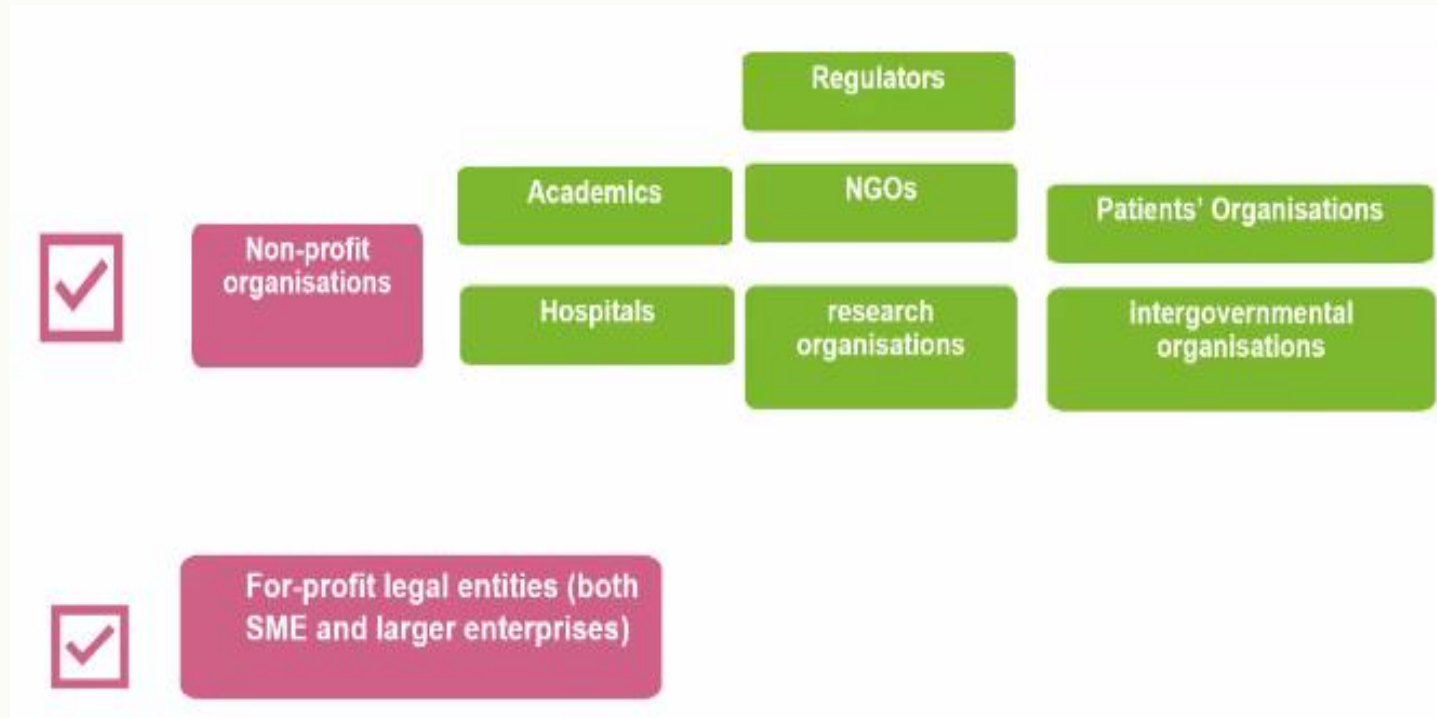 Regulators
Academics
NGOs
Patients' Organisations
Non-profit
organisations
Hospitals
research
organisations
intergovernmental
organisations
For-profit legal entities (both
SME and larger enterprises)